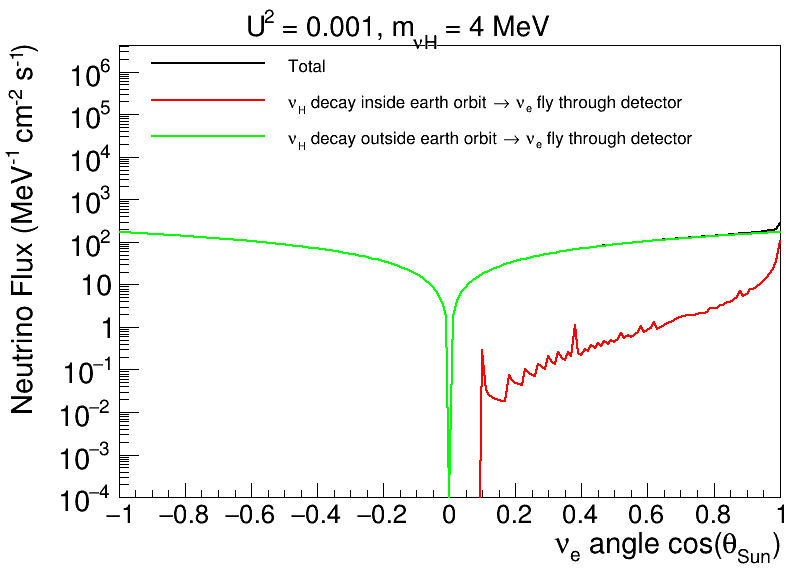 U² = 0.001, m_νH = 4 MeV
Total
ν_H decay inside earth orbit → ν_e fly through detector
ν_H decay outside earth orbit → ν_e fly through detector
Neutrino Flux (MeV⁻¹ cm⁻² s⁻¹)
10⁶
10⁵
10⁴
10³
10²
10
1
10⁻¹
10⁻²
10⁻³
10⁻⁴
−1 −0.8 −0.6 −0.4 −0.2 0 0.2 0.4 0.6 0.8 1
ν_e angle cos(θ_Sun)